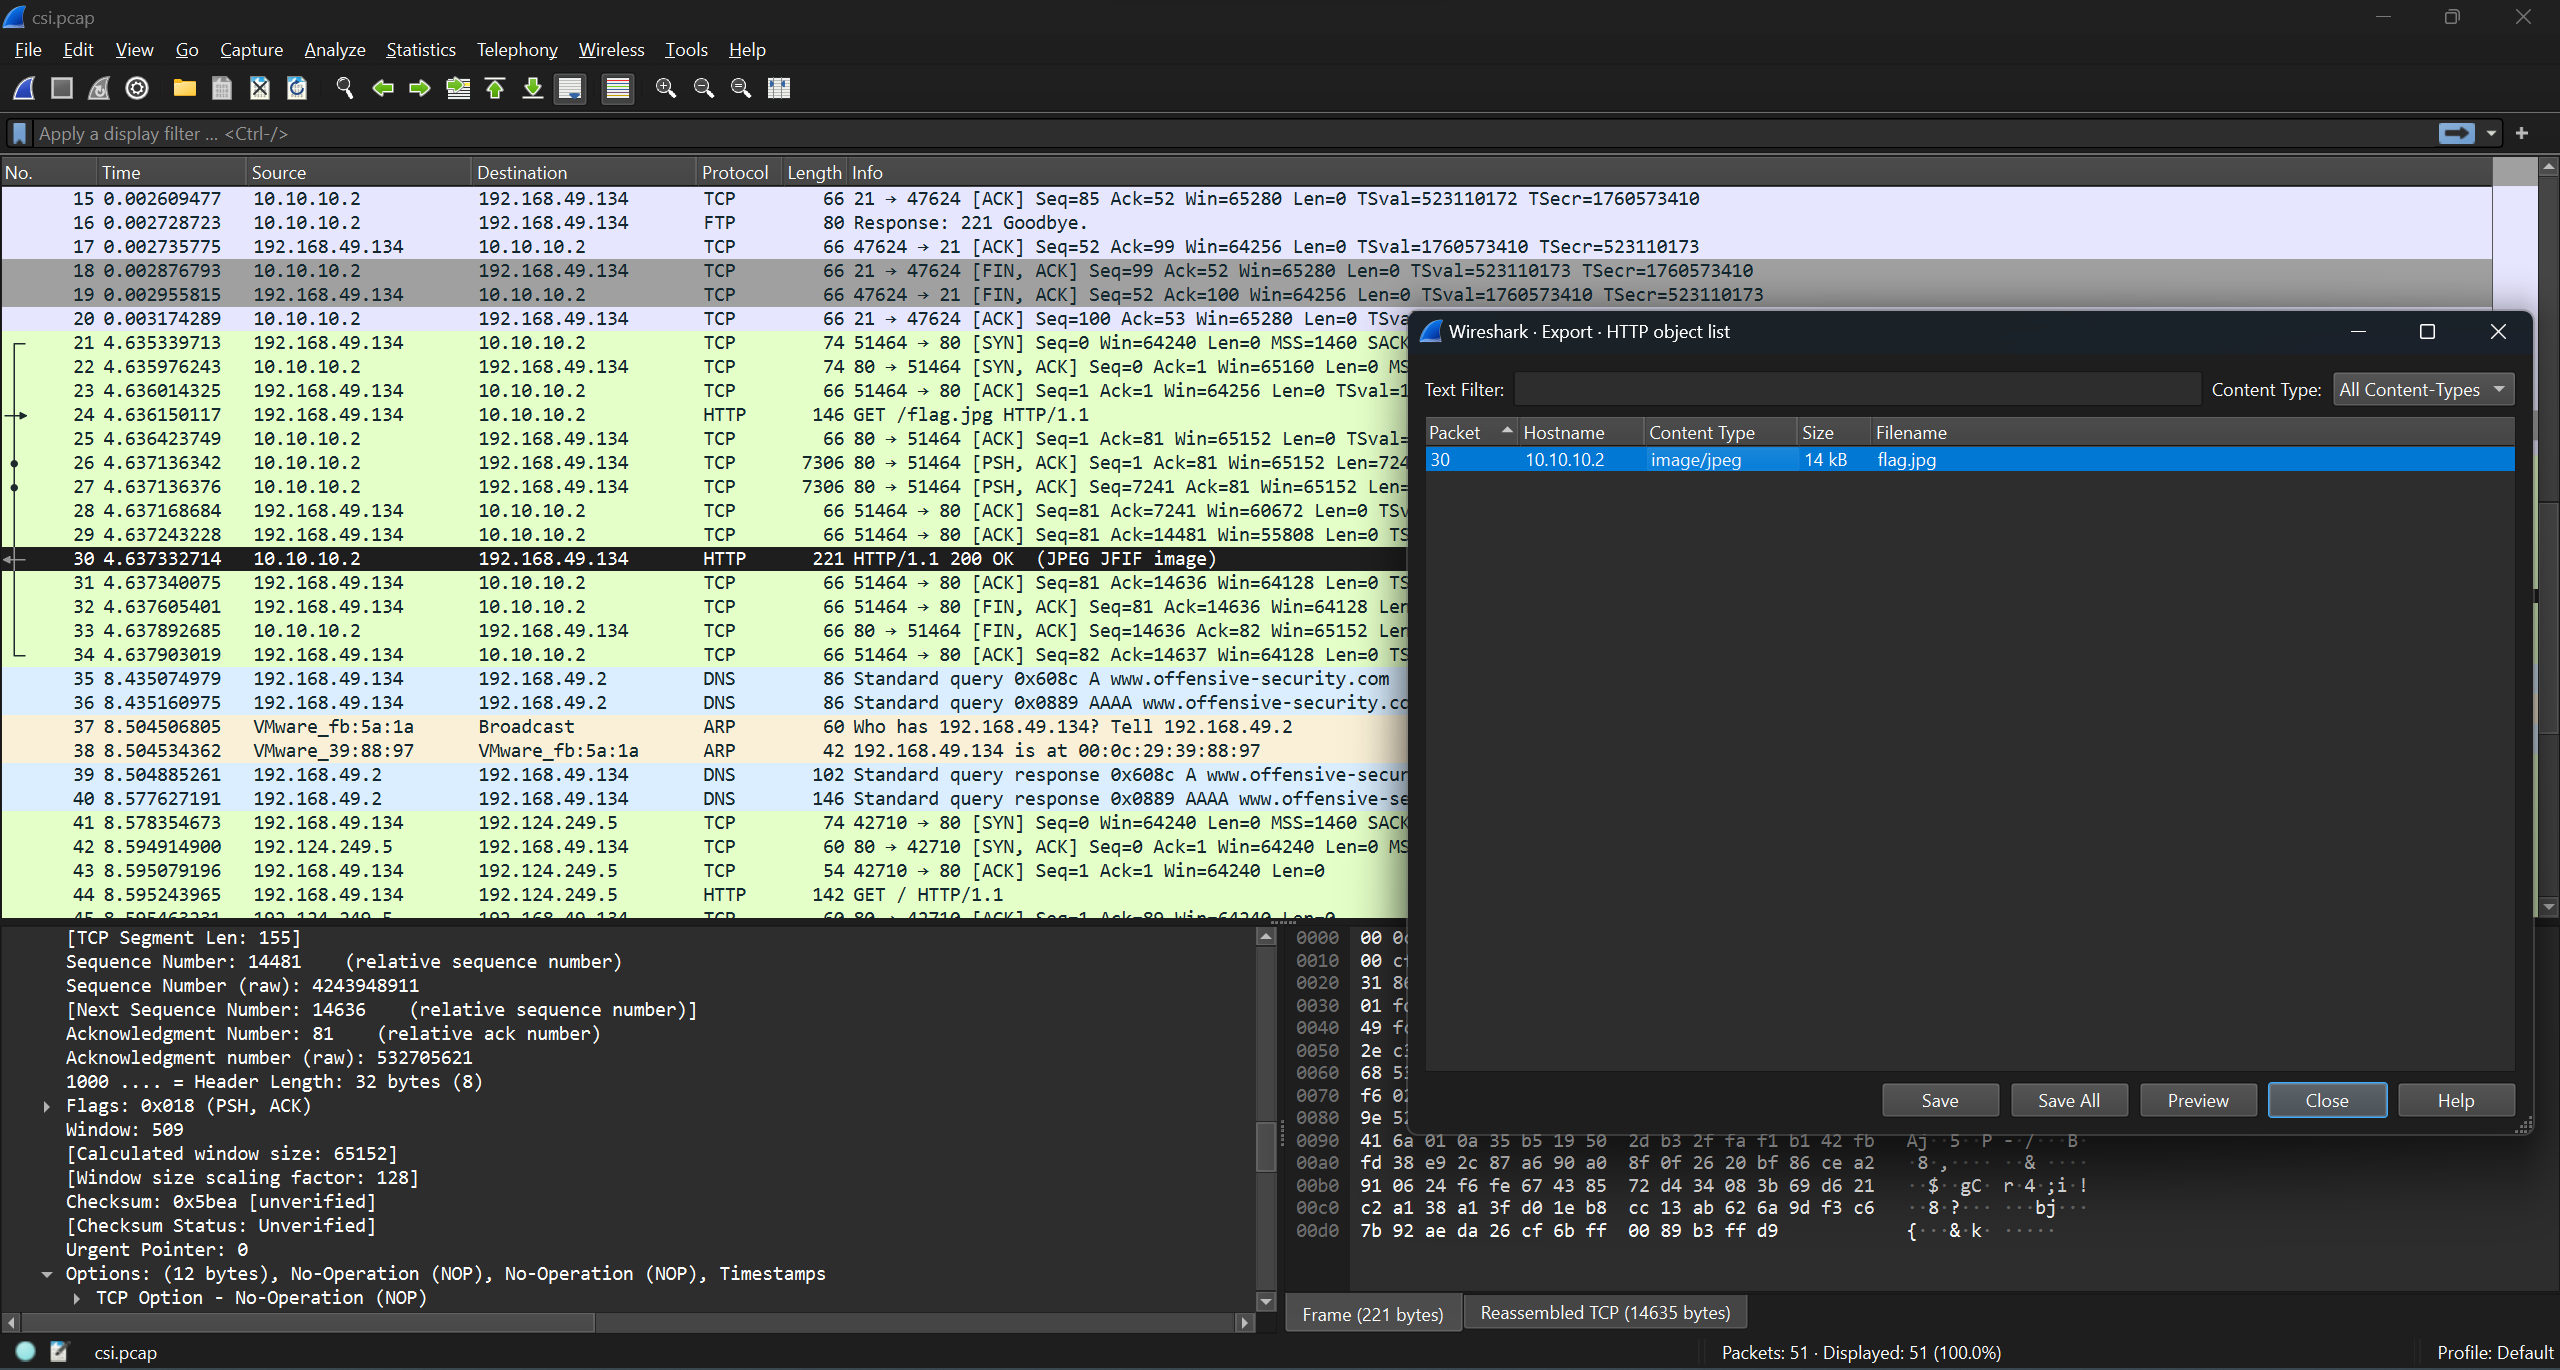 csi.pcap
File Edit View Go Capture Analyze Statistics Telephony Wireless Tools Help
Apply a display filter ... <Ctrl-/>
No. Time Source Destination Protocol Length Info
15 0.002609477 10.10.10.2 192.168.49.134 TCP 66 21 → 47624 [ACK] Seq=85 Ack=52 Win=65280 Len=0 TSval=523110172 TSecr=1760573410
16 0.002728723 10.10.10.2 192.168.49.134 FTP 80 Response: 221 Goodbye.
17 0.002735775 192.168.49.134 10.10.10.2 TCP 66 47624 → 21 [ACK] Seq=52 Ack=99 Win=64256 Len=0 TSval=1760573410 TSecr=523110173
18 0.002876793 10.10.10.2 192.168.49.134 TCP 66 21 → 47624 [FIN, ACK] Seq=99 Ack=52 Win=65280 Len=0 TSval=523110173 TSecr=1760573410
19 0.002955815 192.168.49.134 10.10.10.2 TCP 66 47624 → 21 [FIN, ACK] Seq=52 Ack=100 Win=64256 Len=0 TSval=1760573410 TSecr=523110173
20 0.003174289 10.10.10.2 192.168.49.134 TCP 66 21 → 47624 [ACK] Seq=100 Ack=53 Win=65280 Len=0 TSva
21 4.635339713 192.168.49.134 10.10.10.2 TCP 74 51464 → 80 [SYN] Seq=0 Win=64240 Len=0 MSS=1460 SACK
22 4.635976243 10.10.10.2 192.168.49.134 TCP 74 80 → 51464 [SYN, ACK] Seq=0 Ack=1 Win=65160 Len=0 MS
23 4.636014325 192.168.49.134 10.10.10.2 TCP 66 51464 → 80 [ACK] Seq=1 Ack=1 Win=64256 Len=0 TSval=1
24 4.636150117 192.168.49.134 10.10.10.2 HTTP 146 GET /flag.jpg HTTP/1.1
25 4.636423749 10.10.10.2 192.168.49.134 TCP 66 80 → 51464 [ACK] Seq=1 Ack=81 Win=65152 Len=0 TSval=
26 4.637136342 10.10.10.2 192.168.49.134 TCP 7306 80 → 51464 [PSH, ACK] Seq=1 Ack=81 Win=65152 Len=724
27 4.637136376 10.10.10.2 192.168.49.134 TCP 7306 80 → 51464 [PSH, ACK] Seq=7241 Ack=81 Win=65152 Len=
28 4.637168684 192.168.49.134 10.10.10.2 TCP 66 51464 → 80 [ACK] Seq=81 Ack=7241 Win=60672 Len=0 TSv
29 4.637243228 192.168.49.134 10.10.10.2 TCP 66 51464 → 80 [ACK] Seq=81 Ack=14481 Win=55808 Len=0 TS
30 4.637332714 10.10.10.2 192.168.49.134 HTTP 221 HTTP/1.1 200 OK (JPEG JFIF image)
31 4.637340075 192.168.49.134 10.10.10.2 TCP 66 51464 → 80 [ACK] Seq=81 Ack=14636 Win=64128 Len=0 TS
32 4.637605401 192.168.49.134 10.10.10.2 TCP 66 51464 → 80 [FIN, ACK] Seq=81 Ack=14636 Win=64128 Len
33 4.637892685 10.10.10.2 192.168.49.134 TCP 66 80 → 51464 [FIN, ACK] Seq=14636 Ack=82 Win=65152 Len
34 4.637903019 192.168.49.134 10.10.10.2 TCP 66 51464 → 80 [ACK] Seq=82 Ack=14637 Win=64128 Len=0 TS
35 8.435074979 192.168.49.134 192.168.49.2 DNS 86 Standard query 0x608c A www.offensive-security.com
36 8.435160975 192.168.49.134 192.168.49.2 DNS 86 Standard query 0x0889 AAAA www.offensive-security.co
37 8.504506805 VMware_fb:5a:1a Broadcast ARP 60 Who has 192.168.49.134? Tell 192.168.49.2
38 8.504534362 VMware_39:88:97 VMware_fb:5a:1a ARP 42 192.168.49.134 is at 00:0c:29:39:88:97
39 8.504885261 192.168.49.2 192.168.49.134 DNS 102 Standard query response 0x608c A www.offensive-secur
40 8.577627191 192.168.49.2 192.168.49.134 DNS 146 Standard query response 0x0889 AAAA www.offensive-se
41 8.578354673 192.168.49.134 192.124.249.5 TCP 74 42710 → 80 [SYN] Seq=0 Win=64240 Len=0 MSS=1460 SACK
42 8.594914900 192.124.249.5 192.168.49.134 TCP 60 80 → 42710 [SYN, ACK] Seq=0 Ack=1 Win=64240 Len=0 MS
43 8.595079196 192.168.49.134 192.124.249.5 TCP 54 42710 → 80 [ACK] Seq=1 Ack=1 Win=64240 Len=0
44 8.595243965 192.168.49.134 192.124.249.5 HTTP 142 GET / HTTP/1.1
45 8.595463231 192.124.249.5 192.168.49.134 TCP 60 80 → 42710 [ACK] Seq=1 Ack=89 Win=64240 Len=0
Wireshark · Export · HTTP object list
Text Filter: Content Type: All Content-Types
Packet Hostname Content Type Size Filename
30 10.10.10.2 image/jpeg 14 kB flag.jpg
Save Save All Preview Close Help
[TCP Segment Len: 155]
Sequence Number: 14481 (relative sequence number)
Sequence Number (raw): 4243948911
[Next Sequence Number: 14636 (relative sequence number)]
Acknowledgment Number: 81 (relative ack number)
Acknowledgment number (raw): 532705621
1000 .... = Header Length: 32 bytes (8)
Flags: 0x018 (PSH, ACK)
Window: 509
[Calculated window size: 65152]
[Window size scaling factor: 128]
Checksum: 0x5bea [unverified]
[Checksum Status: Unverified]
Urgent Pointer: 0
Options: (12 bytes), No-Operation (NOP), No-Operation (NOP), Timestamps
TCP Option - No-Operation (NOP)
0000 00 0c
0010 00 cf
0020 31 86
0030 01 fd
0040 49 f
0050 2e c
0060 68 5
0070 f6 0
0080 9e 52
0090 41 6a 01 0a 35 b5 19 50 2d b3 2f fa f1 b1 42 fb Aj··5··P -·/···B·
00a0 fd 38 e9 2c 87 a6 90 a0 8f 0f 26 20 bf 86 ce a2 ·8·,···· ··& ····
00b0 91 06 24 f6 fe 67 43 85 72 d4 34 08 3b 69 d6 21 ··$··gC· r·4·;i·!
00c0 c2 a1 38 a1 3f d0 1e b8 cc 13 ab 62 6a 9d f3 c6 ··8·?··· ···bj···
00d0 7b 92 ae da 26 cf 6b ff 00 89 b3 ff d9 {···&·k· ·····
Frame (221 bytes) Reassembled TCP (14635 bytes)
csi.pcap Packets: 51 · Displayed: 51 (100.0%) Profile: Default